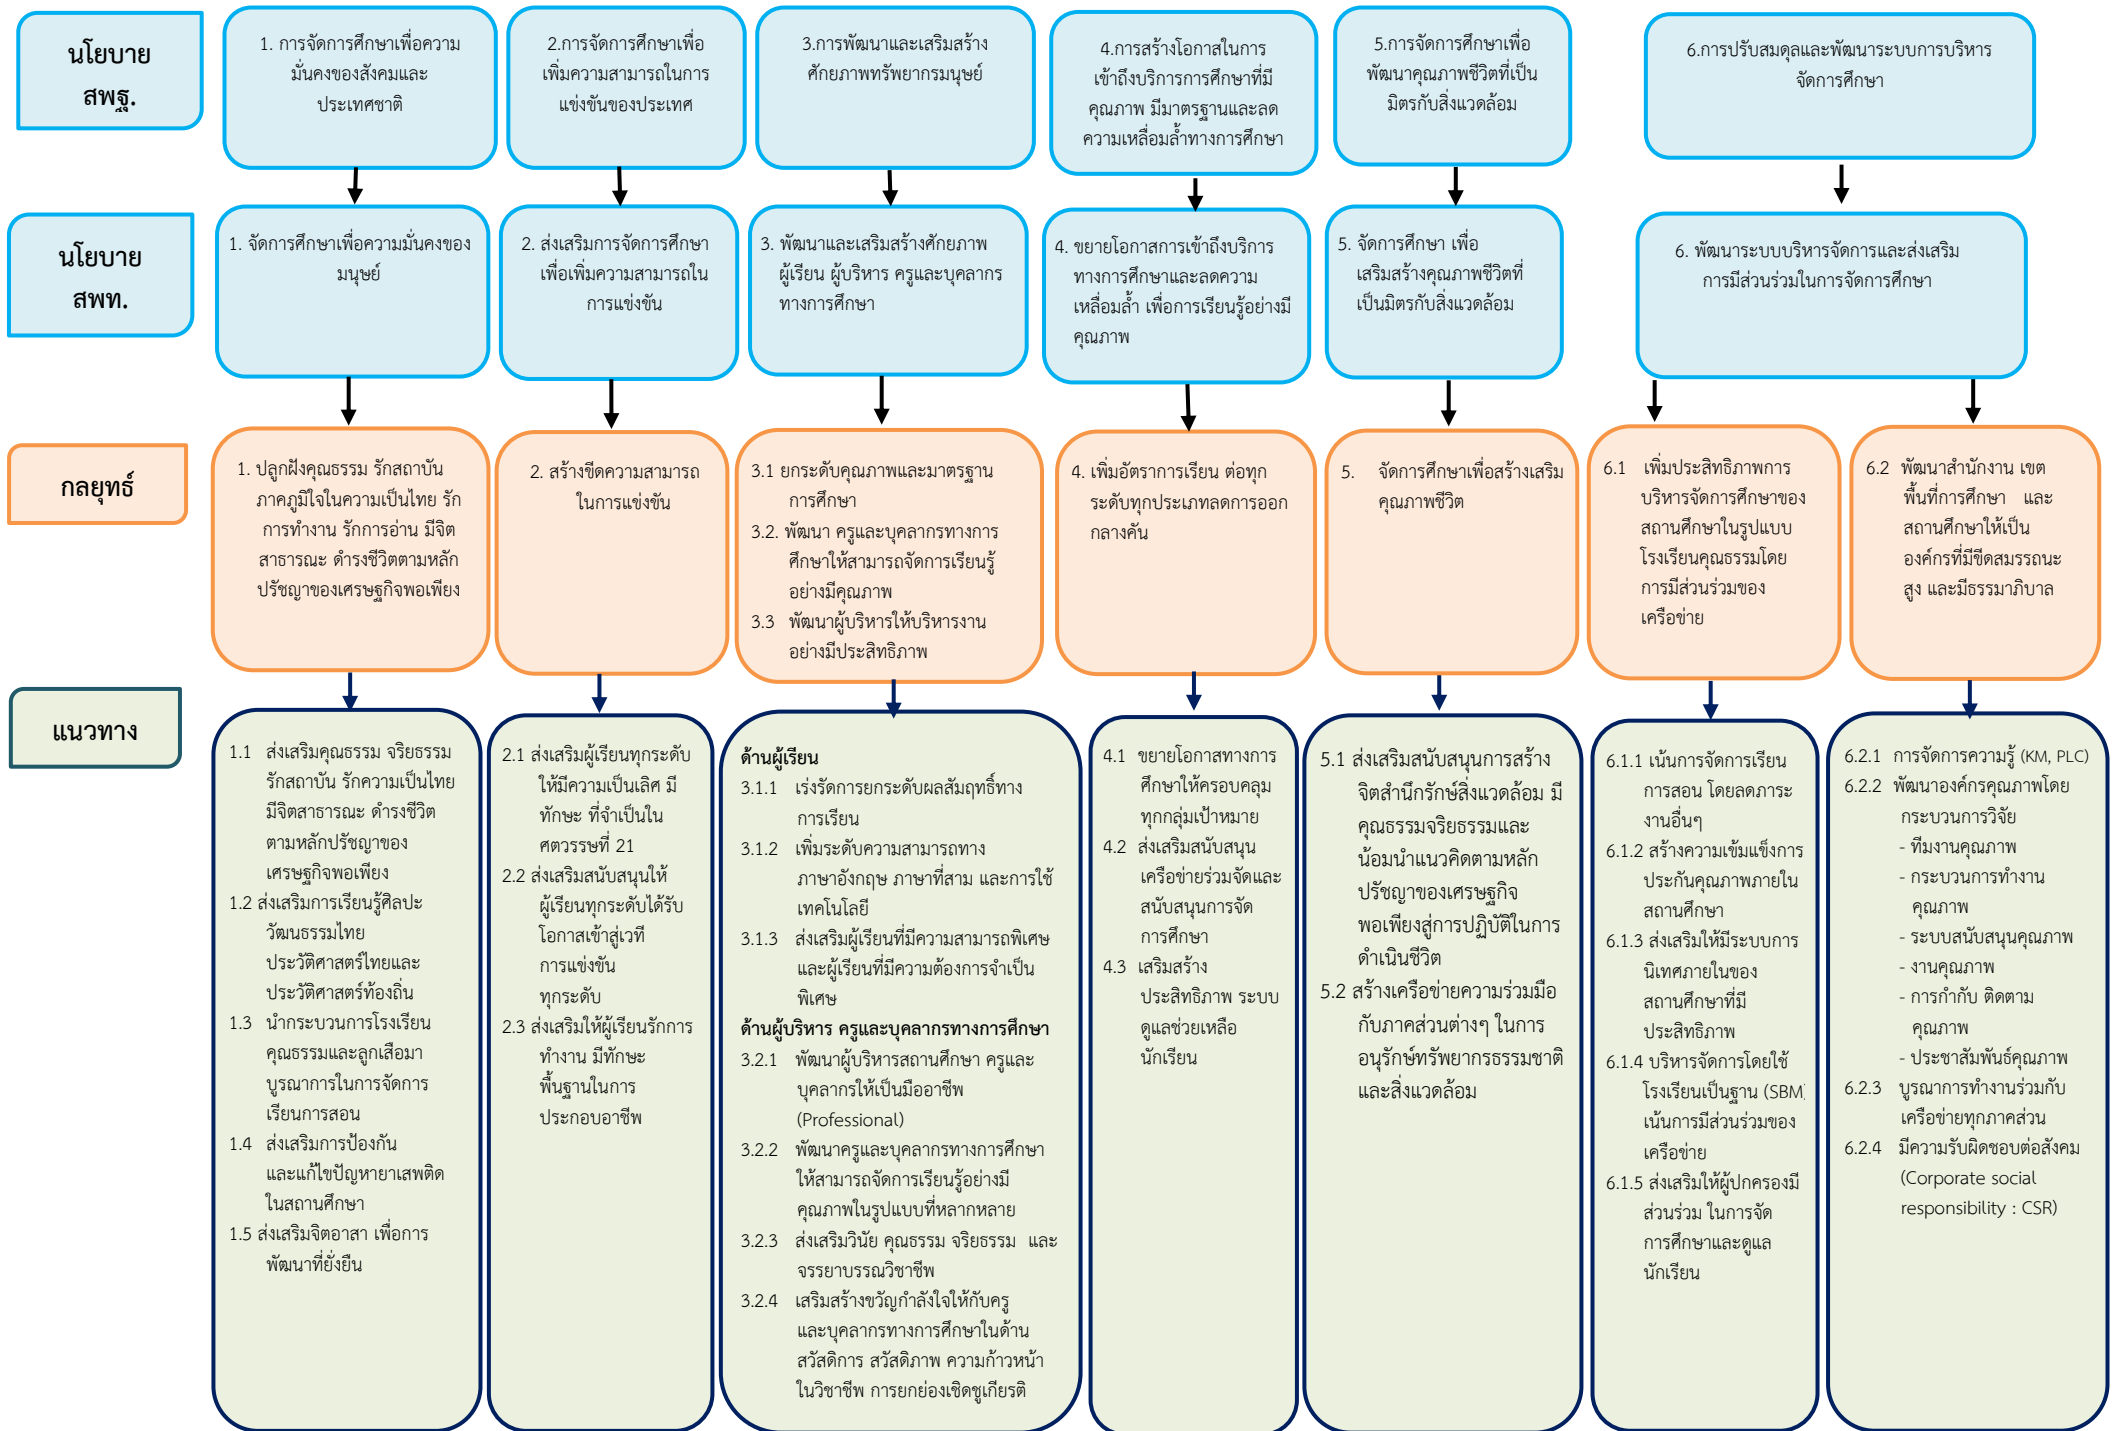 นโยบาย
สพฐ.
1. การจัดการศึกษาเพื่อความ
มั่นคงของสังคมและ
ประเทศชาติ
2.การจัดการศึกษาเพื่อ
เพิ่มความสามารถในการ
แข่งขันของประเทศ
3.การพัฒนาและเสริมสร้าง
ศักยภาพทรัพยากรมนุษย์
4.การสร้างโอกาสในการ
เข้าถึงบริการการศึกษาที่มี
คุณภาพ มีมาตรฐานและลด
ความเหลื่อมล้ำทางการศึกษา
5.การจัดการศึกษาเพื่อ
พัฒนาคุณภาพชีวิตที่เป็น
มิตรกับสิ่งแวดล้อม
6.การปรับสมดุลและพัฒนาระบบการบริหาร
จัดการศึกษา
นโยบาย
สพท.
1. จัดการศึกษาเพื่อความมั่นคงของ
มนุษย์
2. ส่งเสริมการจัดการศึกษา
เพื่อเพิ่มความสามารถใน
การแข่งขัน
3. พัฒนาและเสริมสร้างศักยภาพ
ผู้เรียน ผู้บริหาร ครูและบุคลากร
ทางการศึกษา
4. ขยายโอกาสการเข้าถึงบริการ
ทางการศึกษาและลดความ
เหลื่อมล้ำ เพื่อการเรียนรู้อย่างมี
คุณภาพ
5. จัดการศึกษา เพื่อ
เสริมสร้างคุณภาพชีวิตที่
เป็นมิตรกับสิ่งแวดล้อม
6. พัฒนาระบบบริหารจัดการและส่งเสริม
การมีส่วนร่วมในการจัดการศึกษา
กลยุทธ์
1. ปลูกฝังคุณธรรม รักสถาบัน
ภาคภูมิใจในความเป็นไทย รัก
การทำงาน รักการอ่าน มีจิต
สาธารณะ ดำรงชีวิตตามหลัก
ปรัชญาของเศรษฐกิจพอเพียง
2. สร้างขีดความสามารถ
ในการแข่งขัน
3.1 ยกระดับคุณภาพและมาตรฐาน
การศึกษา
3.2. พัฒนา ครูและบุคลากรทางการ
ศึกษาให้สามารถจัดการเรียนรู้
อย่างมีคุณภาพ
3.3 พัฒนาผู้บริหารให้บริหารงาน
อย่างมีประสิทธิภาพ
4. เพิ่มอัตราการเรียน ต่อทุก
ระดับทุกประเภทลดการออก
กลางคัน
5. จัดการศึกษาเพื่อสร้างเสริม
คุณภาพชีวิต
6.1 เพิ่มประสิทธิภาพการ
บริหารจัดการศึกษาของ
สถานศึกษาในรูปแบบ
โรงเรียนคุณธรรมโดย
การมีส่วนร่วมของ
เครือข่าย
6.2 พัฒนาสำนักงาน เขต
พื้นที่การศึกษา และ
สถานศึกษาให้เป็น
องค์กรที่มีขีดสมรรถนะ
สูง และมีธรรมาภิบาล
แนวทาง
1.1 ส่งเสริมคุณธรรม จริยธรรม
รักสถาบัน รักความเป็นไทย
มีจิตสาธารณะ ดำรงชีวิต
ตามหลักปรัชญาของ
เศรษฐกิจพอเพียง
1.2 ส่งเสริมการเรียนรู้ศิลปะ
วัฒนธรรมไทย
ประวัติศาสตร์ไทยและ
ประวัติศาสตร์ท้องถิ่น
1.3 นำกระบวนการโรงเรียน
คุณธรรมและลูกเสือมา
บูรณาการในการจัดการ
เรียนการสอน
1.4 ส่งเสริมการป้องกัน
และแก้ไขปัญหายาเสพติด
ในสถานศึกษา
1.5 ส่งเสริมจิตอาสา เพื่อการ
พัฒนาที่ยั่งยืน
2.1 ส่งเสริมผู้เรียนทุกระดับ
ให้มีความเป็นเลิศ มี
ทักษะ ที่จำเป็นใน
ศตวรรษที่ 21
2.2 ส่งเสริมสนับสนุนให้
ผู้เรียนทุกระดับได้รับ
โอกาสเข้าสู่เวที
การแข่งขัน
ทุกระดับ
2.3 ส่งเสริมให้ผู้เรียนรักการ
ทำงาน มีทักษะ
พื้นฐานในการ
ประกอบอาชีพ
ด้านผู้เรียน
3.1.1 เร่งรัดการยกระดับผลสัมฤทธิ์ทาง
การเรียน
3.1.2 เพิ่มระดับความสามารถทาง
ภาษาอังกฤษ ภาษาที่สาม และการใช้
เทคโนโลยี
3.1.3 ส่งเสริมผู้เรียนที่มีความสามารถพิเศษ
และผู้เรียนที่มีความต้องการจำเป็น
พิเศษ
ด้านผู้บริหาร ครูและบุคลากรทางการศึกษา
3.2.1 พัฒนาผู้บริหารสถานศึกษา ครูและ
บุคลากรให้เป็นมืออาชีพ
(Professional)
3.2.2 พัฒนาครูและบุคลากรทางการศึกษา
ให้สามารถจัดการเรียนรู้อย่างมี
คุณภาพในรูปแบบที่หลากหลาย
3.2.3 ส่งเสริมวินัย คุณธรรม จริยธรรม และ
จรรยาบรรณวิชาชีพ
3.2.4 เสริมสร้างขวัญกำลังใจให้กับครู
และบุคลากรทางการศึกษาในด้าน
สวัสดิการ สวัสดิภาพ ความก้าวหน้า
ในวิชาชีพ การยกย่องเชิดชูเกียรติ
4.1 ขยายโอกาสทางการ
ศึกษาให้ครอบคลุม
ทุกกลุ่มเป้าหมาย
4.2 ส่งเสริมสนับสนุน
เครือข่ายร่วมจัดและ
สนับสนุนการจัด
การศึกษา
4.3 เสริมสร้าง
ประสิทธิภาพ ระบบ
ดูแลช่วยเหลือ
นักเรียน
5.1 ส่งเสริมสนับสนุนการสร้าง
จิตสำนึกรักษ์สิ่งแวดล้อม มี
คุณธรรมจริยธรรมและ
น้อมนำแนวคิดตามหลัก
ปรัชญาของเศรษฐกิจ
พอเพียงสู่การปฏิบัติในการ
ดำเนินชีวิต
5.2 สร้างเครือข่ายความร่วมมือ
กับภาคส่วนต่างๆ ในการ
อนุรักษ์ทรัพยากรธรรมชาติ
และสิ่งแวดล้อม
6.1.1 เน้นการจัดการเรียน
การสอน โดยลดภาระ
งานอื่นๆ
6.1.2 สร้างความเข้มแข็งการ
ประกันคุณภาพภายใน
สถานศึกษา
6.1.3 ส่งเสริมให้มีระบบการ
นิเทศภายในของ
สถานศึกษาที่มี
ประสิทธิภาพ
6.1.4 บริหารจัดการโดยใช้
โรงเรียนเป็นฐาน (SBM)
เน้นการมีส่วนร่วมของ
เครือข่าย
6.1.5 ส่งเสริมให้ผู้ปกครองมี
ส่วนร่วม ในการจัด
การศึกษาและดูแล
นักเรียน
6.2.1 การจัดการความรู้ (KM, PLC)
6.2.2 พัฒนาองค์กรคุณภาพโดย
กระบวนการวิจัย
- ทีมงานคุณภาพ
- กระบวนการทำงาน
คุณภาพ
- ระบบสนับสนุนคุณภาพ
- งานคุณภาพ
- การกำกับ ติดตาม
คุณภาพ
- ประชาสัมพันธ์คุณภาพ
6.2.3 บูรณาการทำงานร่วมกับ
เครือข่ายทุกภาคส่วน
6.2.4 มีความรับผิดชอบต่อสังคม
(Corporate social
responsibility : CSR)